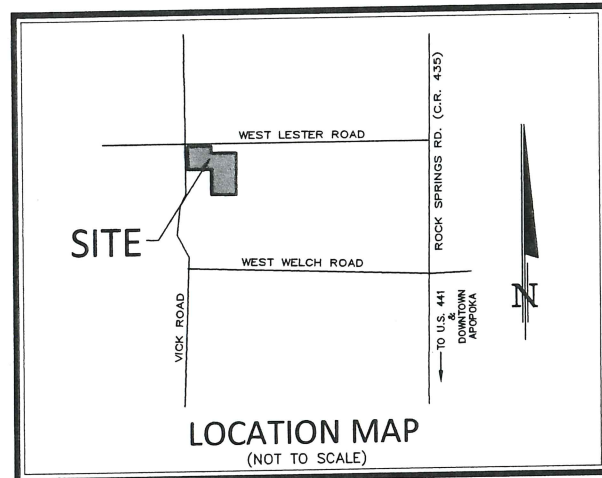 ROCK SPRINGS RD. (C.R. 435)
WEST LESTER ROAD
SITE
WEST WELCH ROAD
N
VICK ROAD
TO U.S. 441
&
DOWNTOWN
APOPOKA
LOCATION MAP
(NOT TO SCALE)